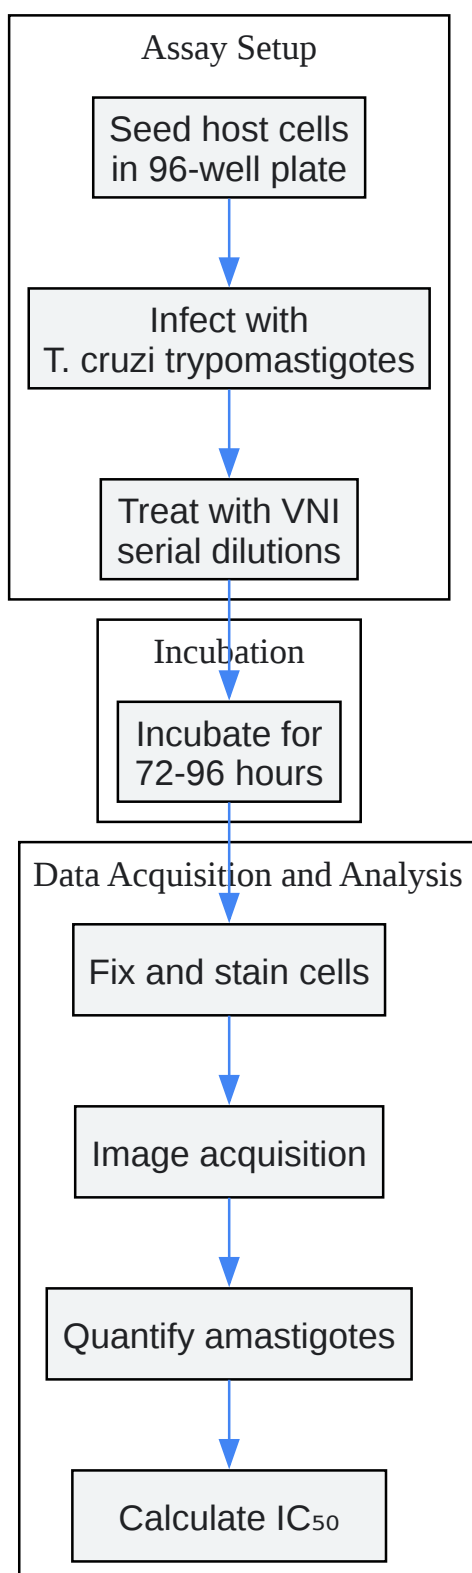 Assay Setup
Seed host cells
in 96-well plate
Infect with
T. cruzi trypomastigotes
Treat with VNI
serial dilutions
Incubation
Incubate for
72-96 hours
Data Acquisition and Analysis
Fix and stain cells
Image acquisition
Quantify amastigotes
Calculate IC₅₀